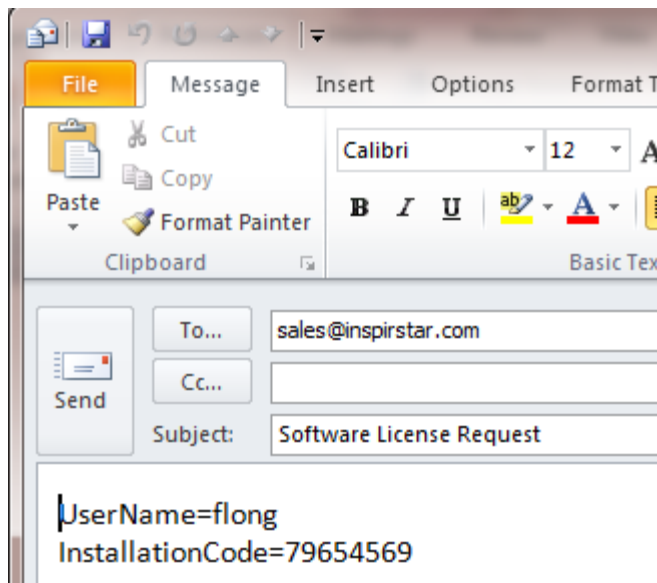 File Message Insert Options Format T
Cut
Calibri 12 A
Copy
Paste
B I U ab A
Format Painter
Clipboard Basic Tex
To... sales@inspirstar.com
Cc...
Send
Subject: Software License Request
UserName=flong
InstallationCode=79654569